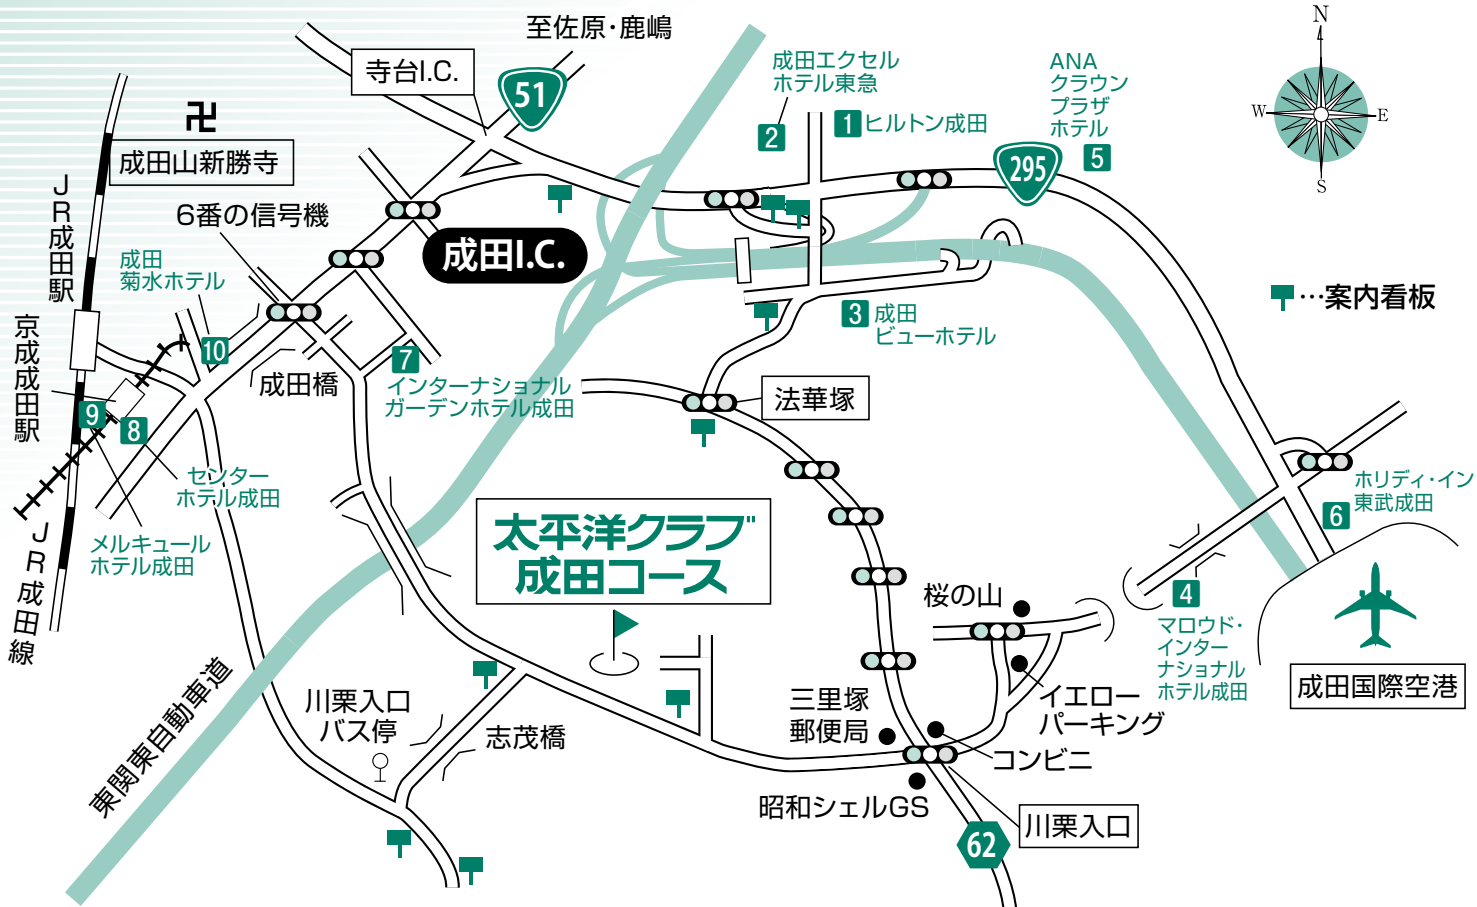 至佐原・鹿嶋
寺台I.C.
51
成田エクセル
ホテル東急
2
1
ヒルトン成田
ANA
クラウン
プラザ
ホテル
5
295
N
W
E
S
卍
成田山新勝寺
JR成田駅
6番の信号機
成田I.C.
成田
菊水ホテル
10
…案内看板
3
成田
ビューホテル
京成成田駅
成田橋
7
インターナショナル
ガーデンホテル成田
法華塚
9
8
センター
ホテル成田
メルキュール
ホテル成田
JR成田線
太平洋クラブ
成田コース
ホリディ・イン
東武成田
6
4
マロウド・
インター
ナショナル
ホテル成田
桜の山
成田国際空港
イエロー
パーキング
東関東自動車道
川栗入口
バス停
志茂橋
三里塚
郵便局
コンビニ
昭和シェルGS
川栗入口
62